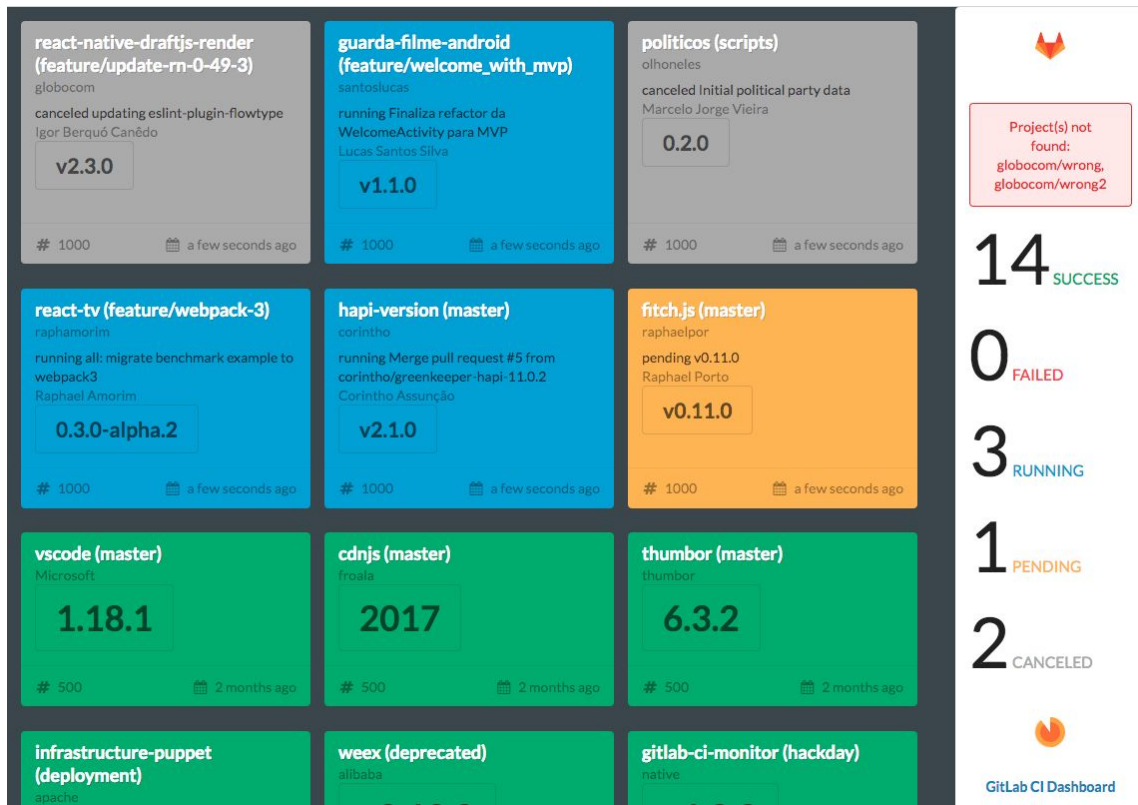 react-native-draftjs-render
(feature/update-rn-0-49-3)
globocom
canceled updating eslint-plugin-flowtype
Igor Berquó Canêdo
v2.3.0
# 1000
a few seconds ago
guarda-filme-android
(feature/welcome_with_mvp)
santoslucas
running Finaliza refactor da
WelcomeActivity para MVP
Lucas Santos Silva
v1.1.0
# 1000
a few seconds ago
politicos (scripts)
olhoneles
canceled Initial political party data
Marcelo Jorge Vieira
0.2.0
# 1000
a few seconds ago
react-tv (feature/webpack-3)
raphamorim
running all: migrate benchmark example to
webpack3
Raphael Amorim
0.3.0-alpha.2
# 1000
a few seconds ago
hapi-version (master)
corintho
running Merge pull request #5 from
corintho/greenkeeper-hapi-11.0.2
Corintho Assunção
v2.1.0
# 1000
a few seconds ago
fitch.js (master)
raphaelpor
pending v0.11.0
Raphael Porto
v0.11.0
# 1000
a few seconds ago
vscode (master)
Microsoft
1.18.1
# 500
2 months ago
cdnjs (master)
froala
2017
# 500
2 months ago
thumbor (master)
thumbor
6.3.2
# 500
2 months ago
infrastructure-puppet
(deployment)
apache
weex (deprecated)
alibaba
gitlab-ci-monitor (hackday)
native
Project(s) not
found:
globocom/wrong,
globocom/wrong2
14 SUCCESS
0 FAILED
3 RUNNING
1 PENDING
2 CANCELED
GitLab CI Dashboard